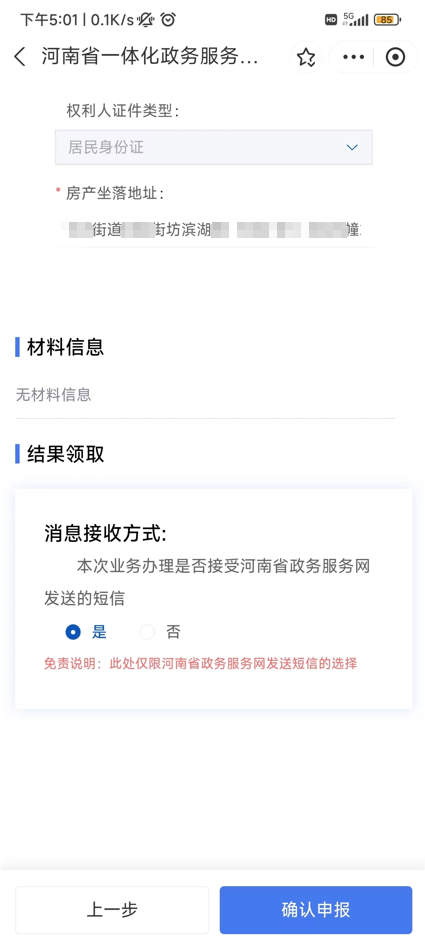 下午5:01 | 0.1K/s
HD 5G 85
河南省一体化政务服务...
权利人证件类型：
居民身份证
* 房产坐落地址：
街道 街坊滨湖 幢
材料信息
无材料信息
结果领取
消息接收方式:
本次业务办理是否接受河南省政务服务网
发送的短信
是 否
免责说明：此处仅限河南省政务服务网发送短信的选择
上一步 确认申报